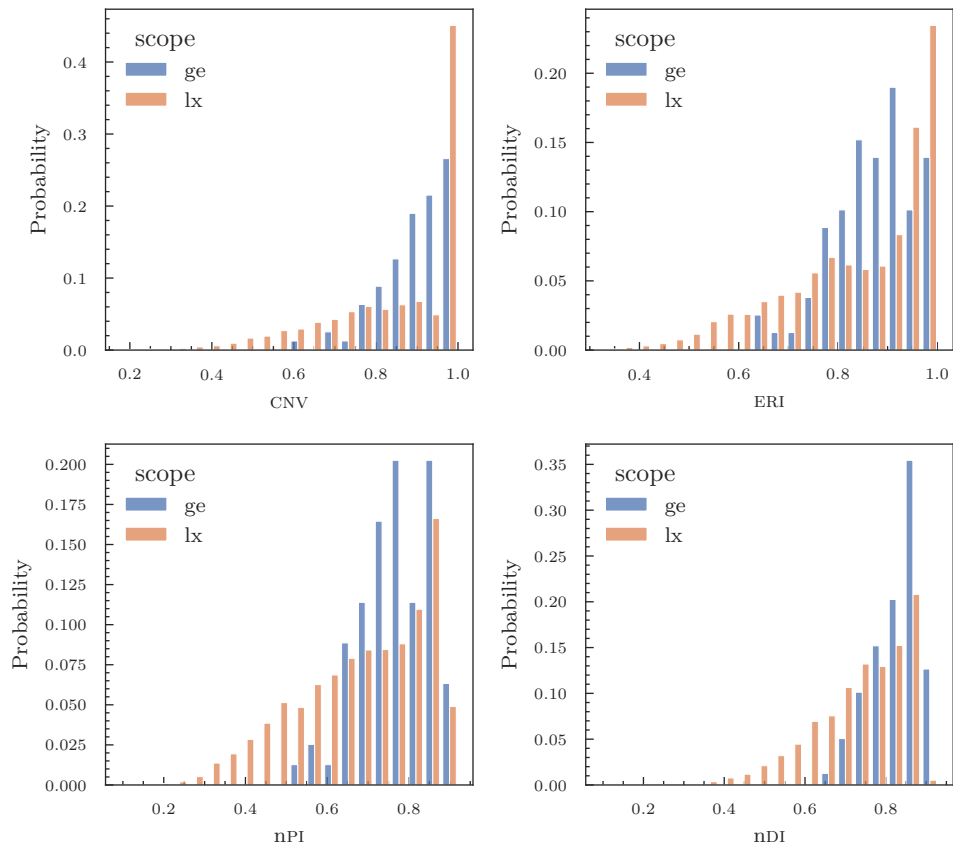 scope
ge
lx
Probability
0.0
0.1
0.2
0.3
0.4
0.2 0.4 0.6 0.8 1.0
CNV
scope
ge
lx
Probability
0.00
0.05
0.10
0.15
0.20
0.4 0.6 0.8 1.0
ERI
scope
ge
lx
Probability
0.000
0.025
0.050
0.075
0.100
0.125
0.150
0.175
0.200
0.2 0.4 0.6 0.8
nPI
scope
ge
lx
Probability
0.00
0.05
0.10
0.15
0.20
0.25
0.30
0.35
0.2 0.4 0.6 0.8
nDI